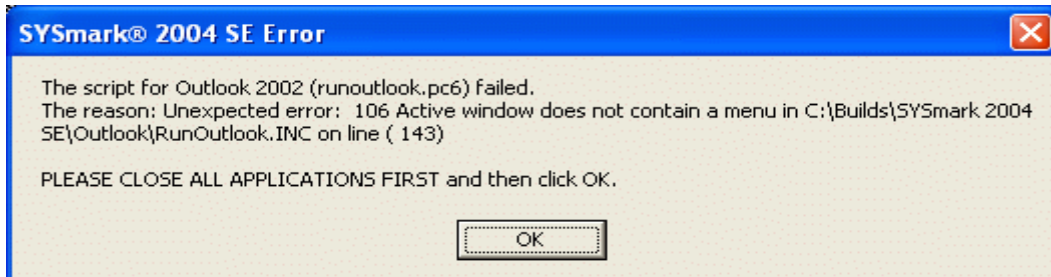 SYSmark® 2004 SE Error
The script for Outlook 2002 (runoutlook.pc6) failed.
The reason: Unexpected error:  106 Active window does not contain a menu in C:\Builds\SYSmark 2004
SE\Outlook\RunOutlook.INC on line ( 143)
PLEASE CLOSE ALL APPLICATIONS FIRST and then click OK.
OK